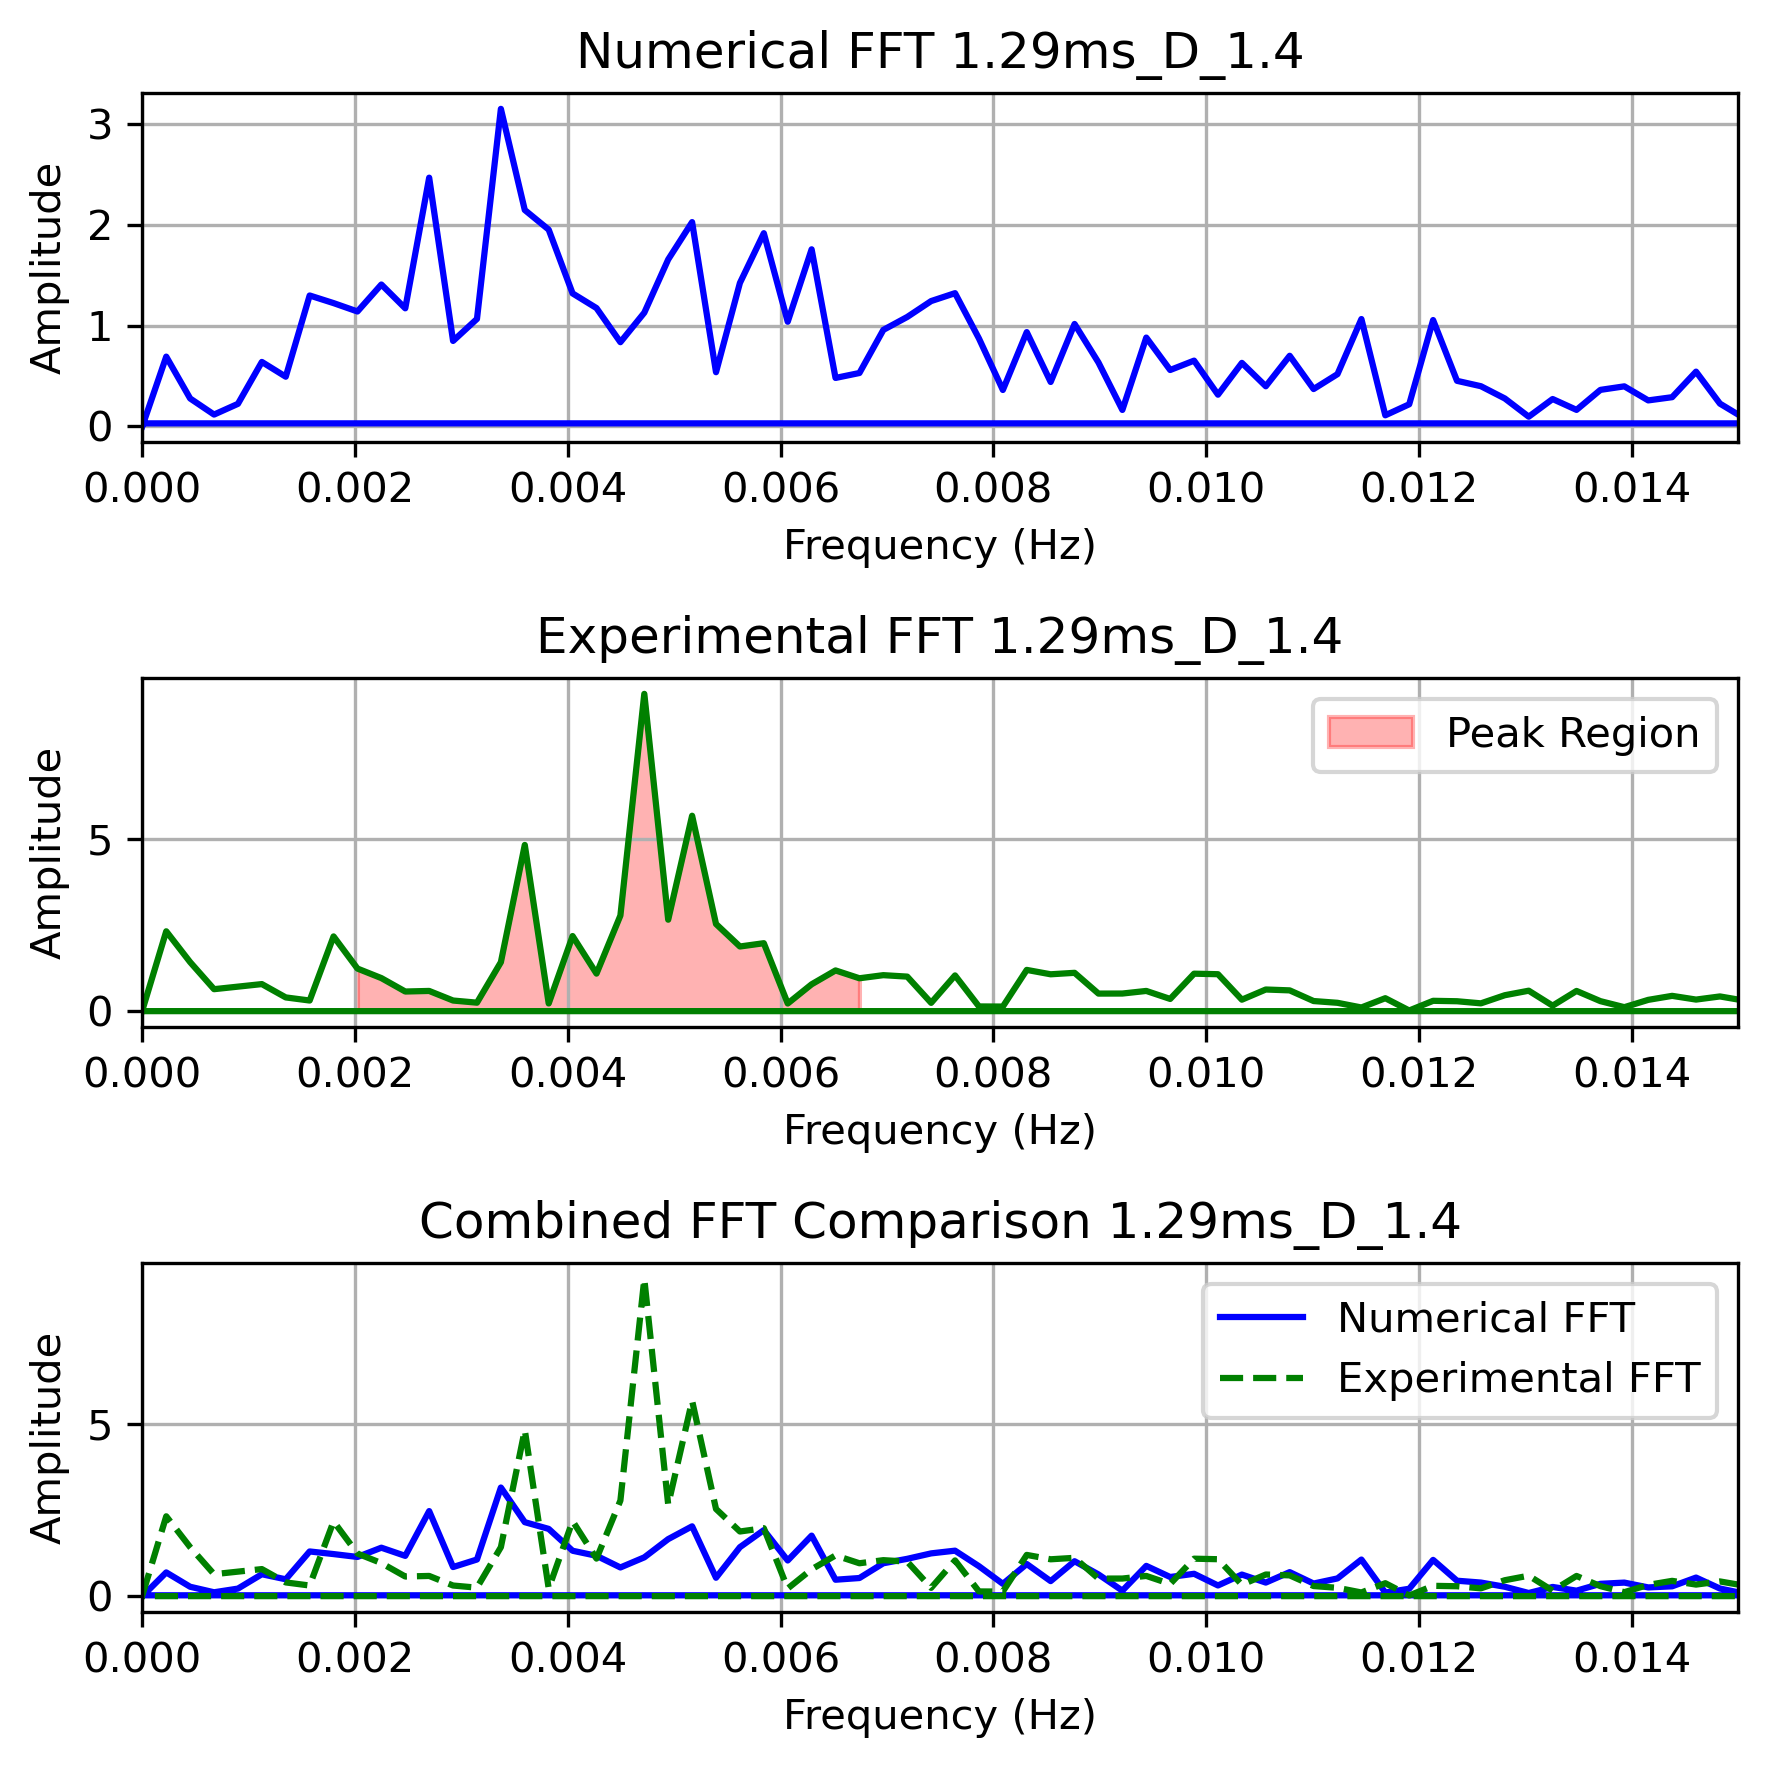 Numerical FFT 1.29ms_D_1.4
Amplitude
3
2
1
0
0.000 0.002 0.004 0.006 0.008 0.010 0.012 0.014
Frequency (Hz)
Experimental FFT 1.29ms_D_1.4
Peak Region
Amplitude
5
0
0.000 0.002 0.004 0.006 0.008 0.010 0.012 0.014
Frequency (Hz)
Combined FFT Comparison 1.29ms_D_1.4
Numerical FFT
Experimental FFT
Amplitude
5
0
0.000 0.002 0.004 0.006 0.008 0.010 0.012 0.014
Frequency (Hz)